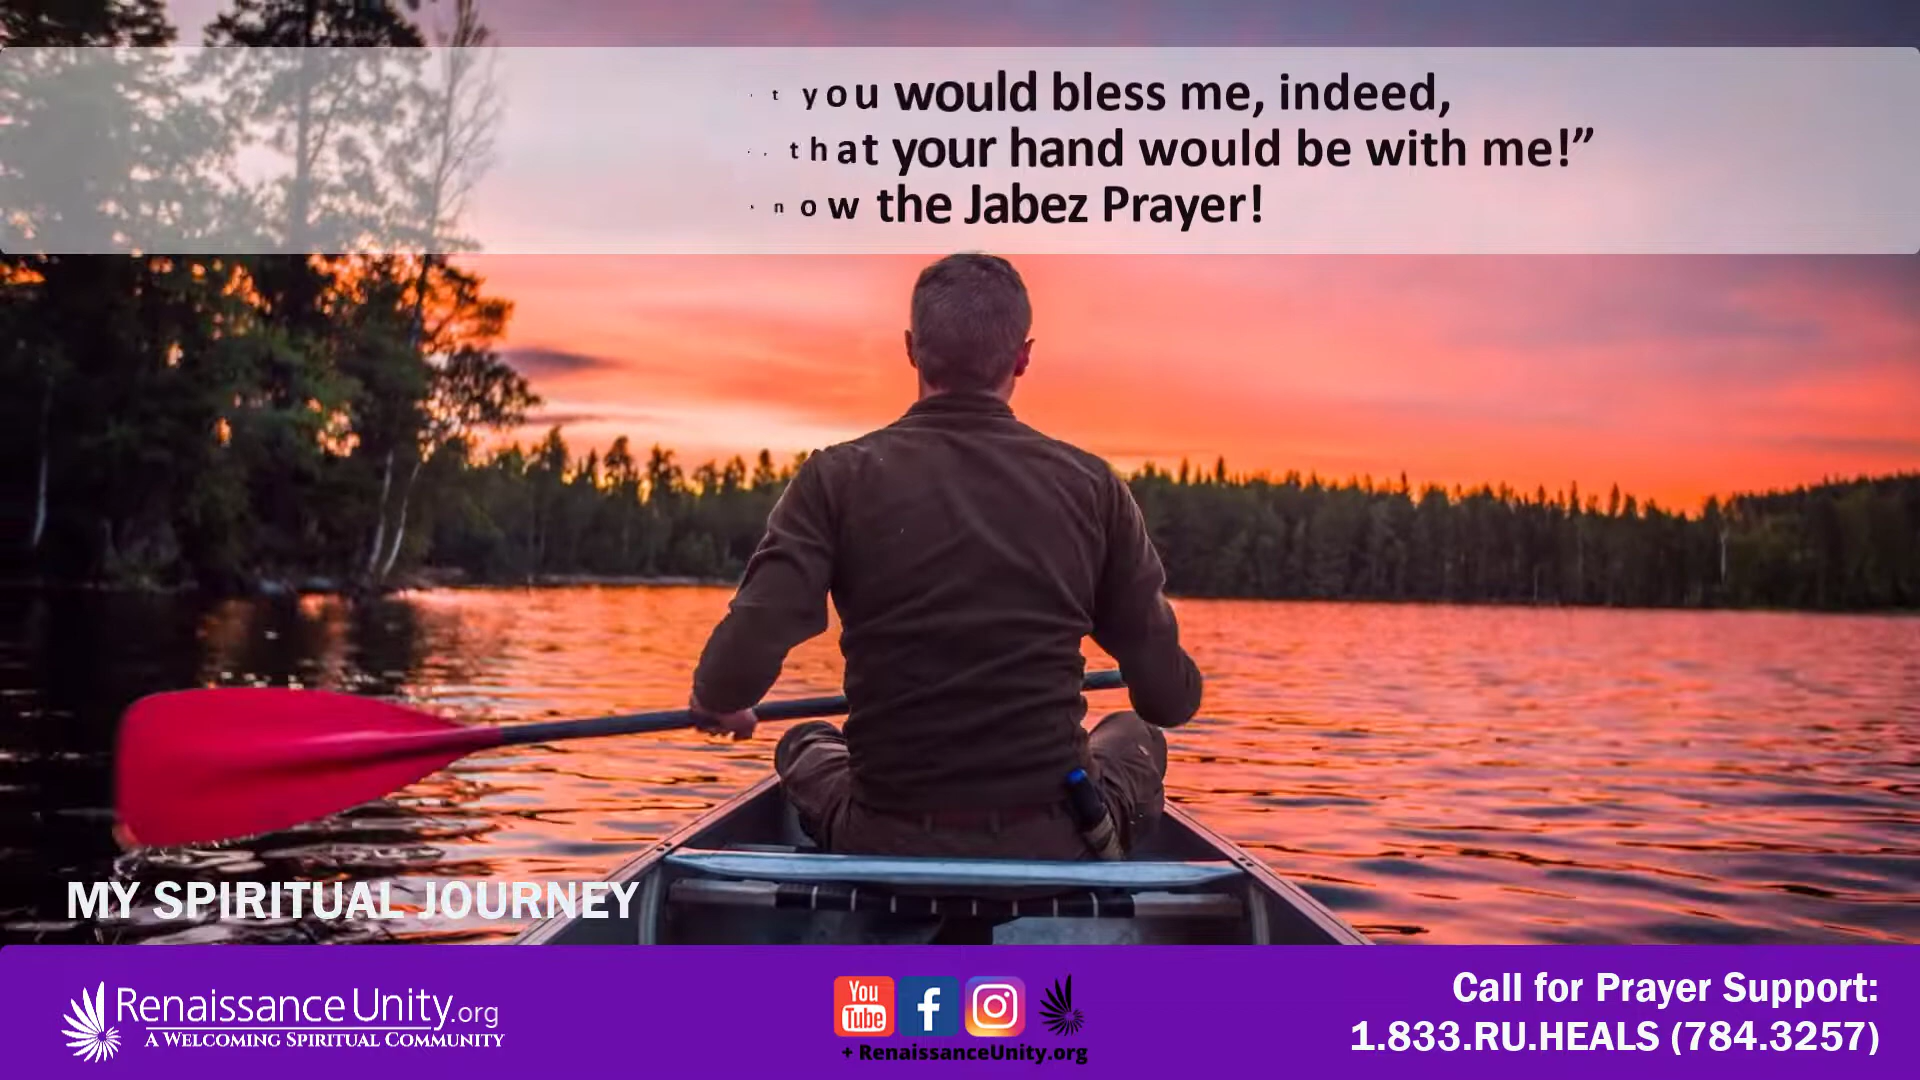 you would bless me, indeed,
that your hand would be with me!”
now the Jabez Prayer!
MY SPIRITUAL JOURNEY
RenaissanceUnity.org
A WELCOMING SPIRITUAL COMMUNITY
You
Tube
+ RenaissanceUnity.org
Call for Prayer Support:
1.833.RU.HEALS (784.3257)